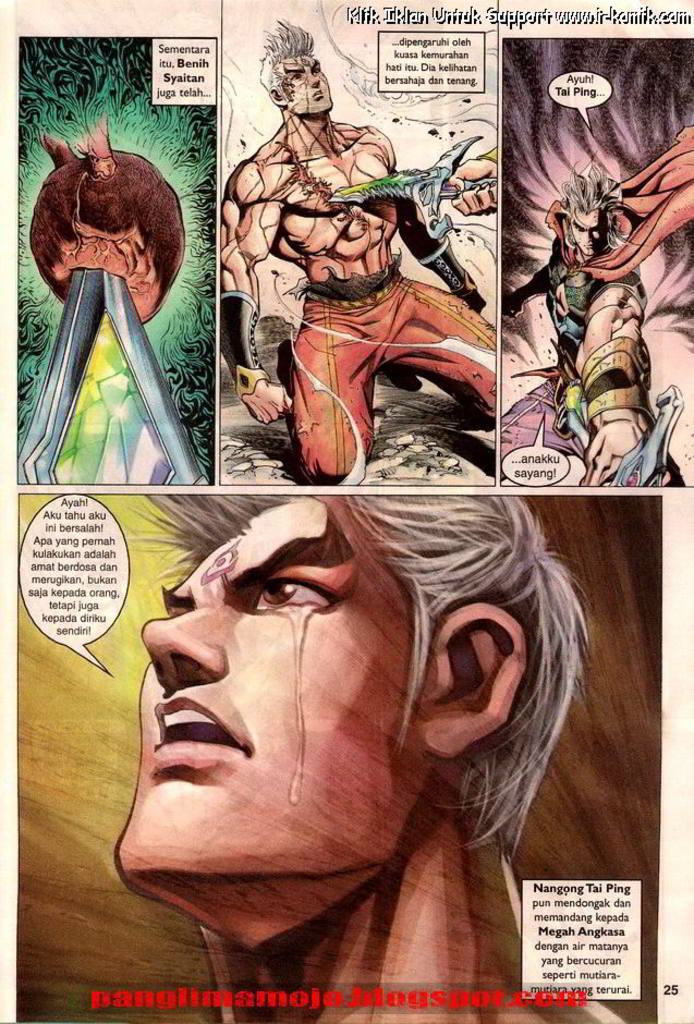 Klik Iklan Untuk Support www.ir-komik.com
Sementara
itu, Benih
Syaitan
juga telah...
...dipengaruhi oleh
kuasa kemurahan
hati itu. Dia kelihatan
bersahaja dan tenang.
Ayuh!
Tai Ping...
...anakku
sayang!
Ayah!
Aku tahu aku
ini bersalah!
Apa yang pernah
kulakukan adalah
amat berdosa dan
merugikan, bukan
saja kepada orang,
tetapi juga
kepada diriku
sendiri!
Nangong Tai Ping
pun mendongak dan
memandang kepada
Megah Angkasa
dengan air matanya
yang bercucuran
seperti mutiara-
mutiara yang terurai.
25
panglimamojo.blogspot.com